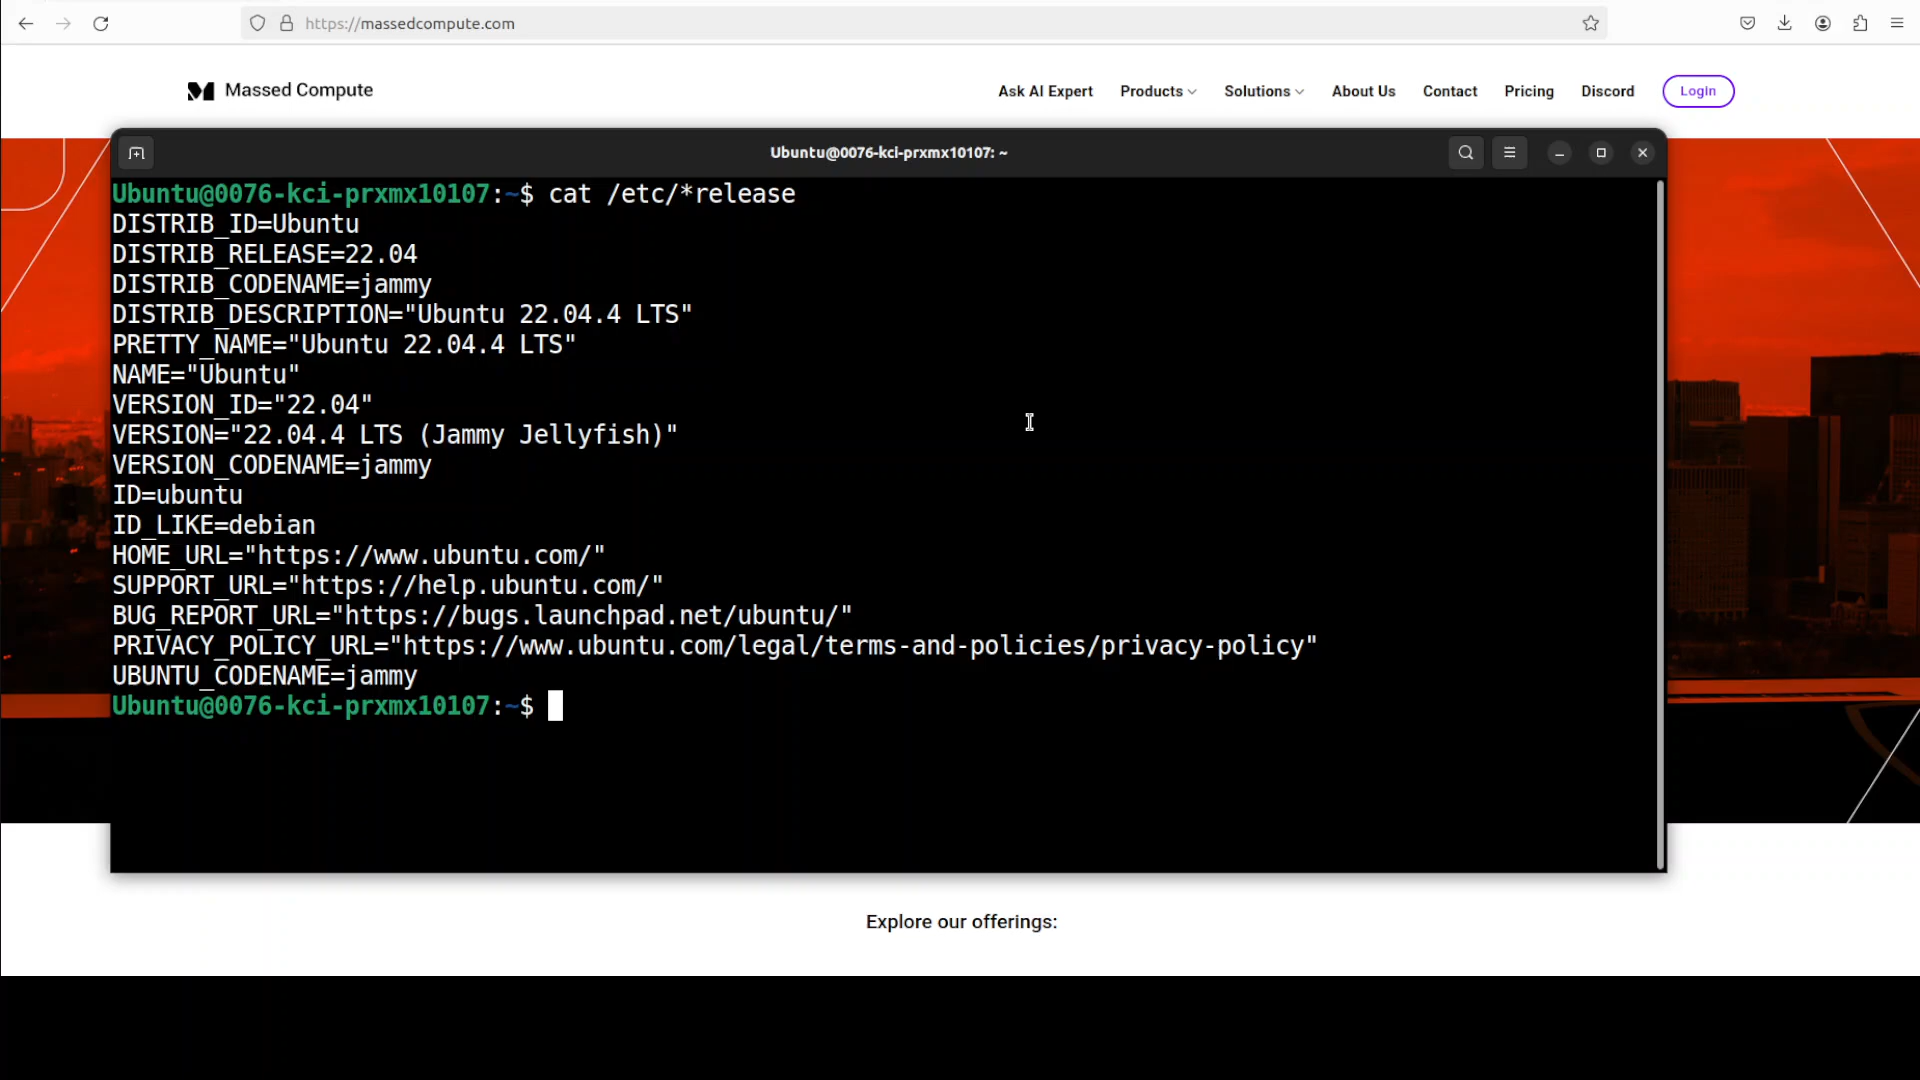 https://massedcompute.com
Massed Compute
Ask AI Expert Products Solutions About Us Contact Pricing Discord Login
Ubuntu@0076-kci-prxmx10107: ~
Ubuntu@0076-kci-prxmx10107:~$ cat /etc/*release
DISTRIB_ID=Ubuntu
DISTRIB_RELEASE=22.04
DISTRIB_CODENAME=jammy
DISTRIB_DESCRIPTION="Ubuntu 22.04.4 LTS"
PRETTY_NAME="Ubuntu 22.04.4 LTS"
NAME="Ubuntu"
VERSION_ID="22.04"
VERSION="22.04.4 LTS (Jammy Jellyfish)"
VERSION_CODENAME=jammy
ID=ubuntu
ID_LIKE=debian
HOME_URL="https://www.ubuntu.com/"
SUPPORT_URL="https://help.ubuntu.com/"
BUG_REPORT_URL="https://bugs.launchpad.net/ubuntu/"
PRIVACY_POLICY_URL="https://www.ubuntu.com/legal/terms-and-policies/privacy-policy"
UBUNTU_CODENAME=jammy
Ubuntu@0076-kci-prxmx10107:~$
Explore our offerings: